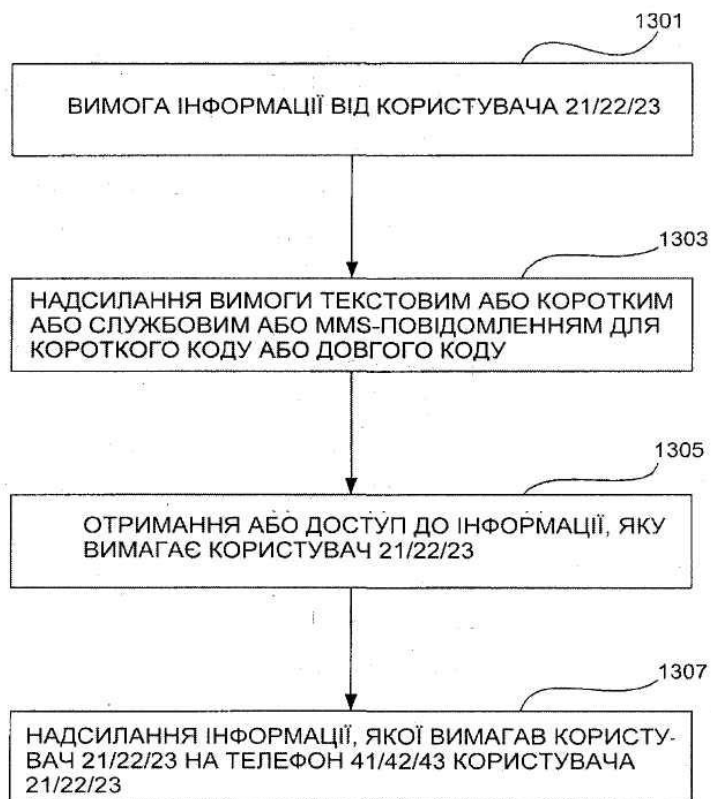 1301
ВИМОГА ІНФОРМАЦІЇ ВІД КОРИСТУВАЧА 21/22/23
1303
НАДСИЛАННЯ ВИМОГИ ТЕКСТОВИМ АБО КОРОТКИМ
АБО СЛУЖБОВИМ АБО MMS-ПОВІДОМЛЕННЯМ ДЛЯ
КОРОТКОГО КОДУ АБО ДОВГОГО КОДУ
1305
ОТРИМАННЯ АБО ДОСТУП ДО ІНФОРМАЦІЇ, ЯКУ
ВИМАГАЄ КОРИСТУВАЧ 21/22/23
1307
НАДСИЛАННЯ ІНФОРМАЦІЇ, ЯКОЇ ВИМАГАВ КОРИСТУ-
ВАЧ 21/22/23 НА ТЕЛЕФОН 41/42/43 КОРИСТУВАЧА
21/22/23